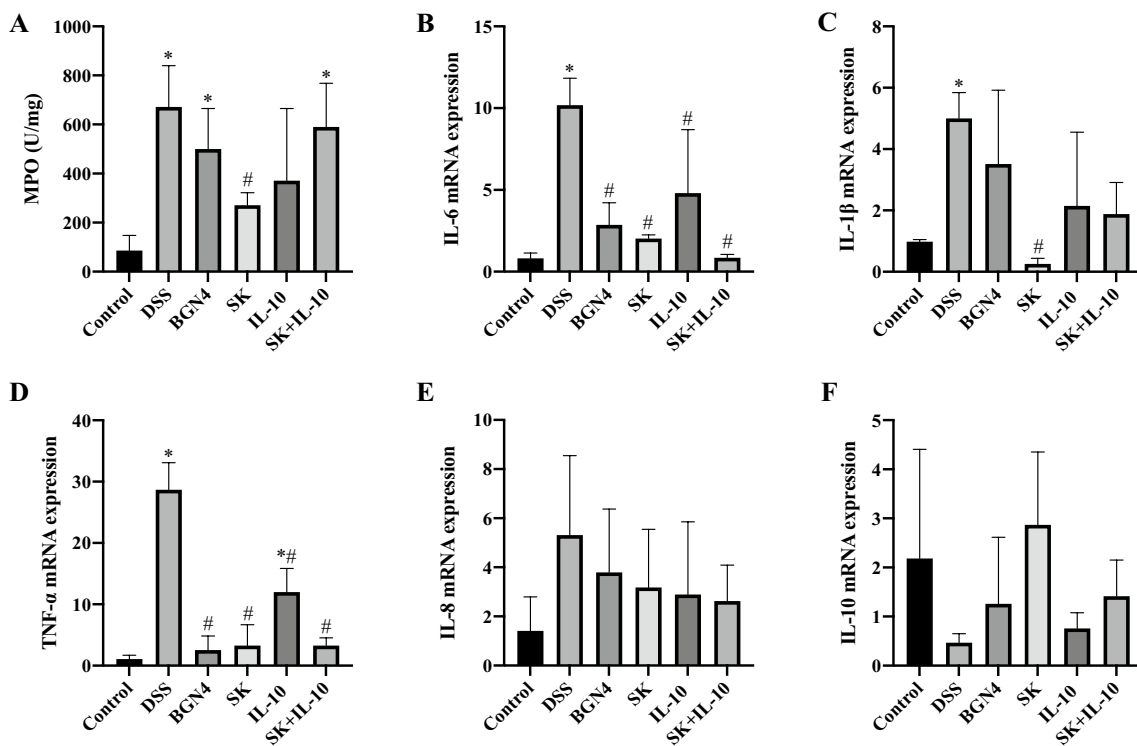 A
MPO (U/mg)
1000
800
600
400
200
0
*
*
#
*
Control
DSS
BGN4
SK
IL-10
SK+IL-10
B
IL-6 mRNA expression
15
10
5
0
*
#
#
#
#
Control
DSS
BGN4
SK
IL-10
SK+IL-10
C
IL-1β mRNA expression
8
6
4
2
0
*
#
Control
DSS
BGN4
SK
IL-10
SK+IL-10
D
TNF-α mRNA expression
40
30
20
10
0
*
#
#
*#
#
Control
DSS
BGN4
SK
IL-10
SK+IL-10
E
IL-8 mRNA expression
10
8
6
4
2
0
Control
DSS
BGN4
SK
IL-10
SK+IL-10
F
IL-10 mRNA expression
5
4
3
2
1
0
Control
DSS
BGN4
SK
IL-10
SK+IL-10